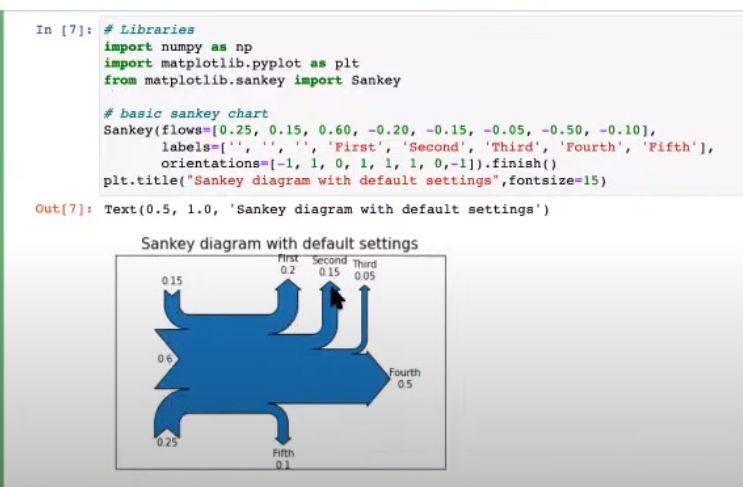 In [7]: # Libraries
import numpy as np
import matplotlib.pyplot as plt
from matplotlib.sankey import Sankey
# basic sankey chart
Sankey(flows=[0.25, 0.15, 0.60, -0.20, -0.15, -0.05, -0.50, -0.10],
labels=['', '', '', 'First', 'Second', 'Third', 'Fourth', 'Fifth'],
orientations=[-1, 1, 0, 1, 1, 1, 0,-1]).finish()
plt.title("Sankey diagram with default settings",fontsize=15)
Out[7]: Text(0.5, 1.0, 'Sankey diagram with default settings')
Sankey diagram with default settings
First Second Third
0.15 0.2 0.15 0.05
0.6
Fourth
0.5
0.25
Fifth
0.1